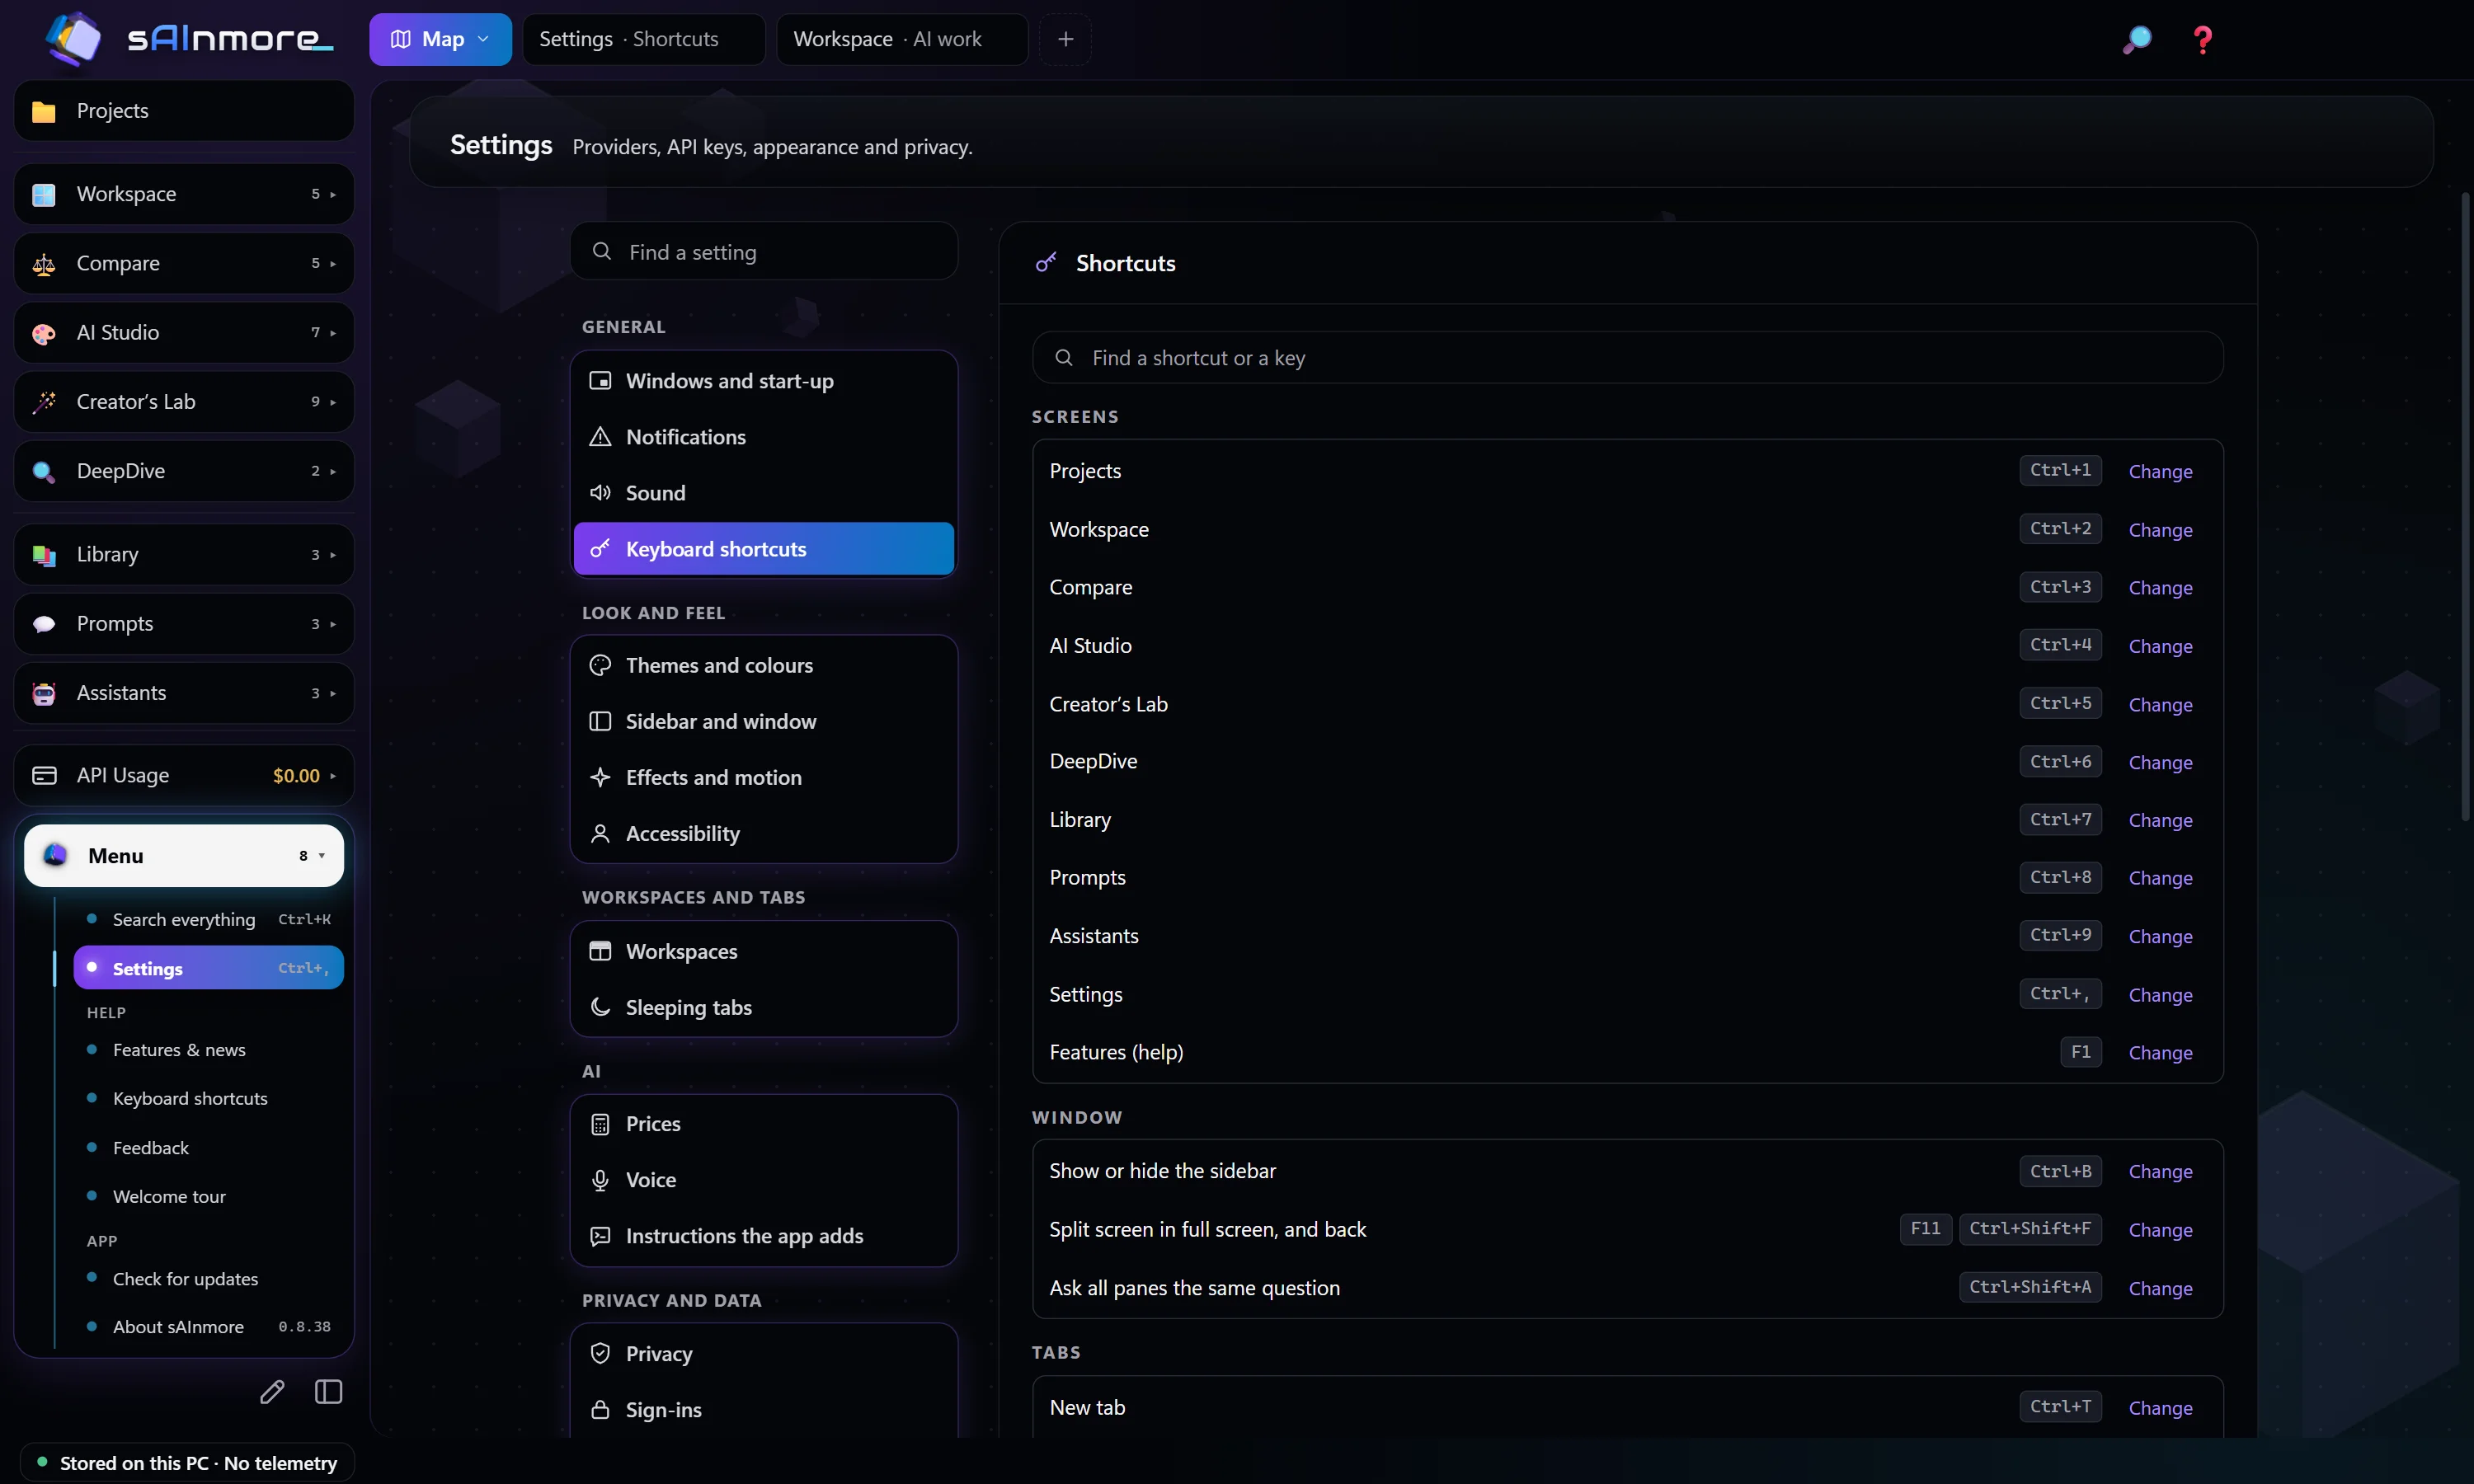 sAInmore_
Map
Settings · Shortcuts
Workspace · AI work
+
Projects
Workspace 5
Compare 5
AI Studio 7
Creator's Lab 9
DeepDive 2
Library 3
Prompts 3
Assistants 3
API Usage $0.00
Menu 8
Search everything Ctrl+K
Settings Ctrl+,
HELP
Features & news
Keyboard shortcuts
Feedback
Welcome tour
APP
Check for updates
About sAInmore 0.8.38
Stored on this PC · No telemetry
Settings Providers, API keys, appearance and privacy.
Find a setting
GENERAL
Windows and start-up
Notifications
Sound
Keyboard shortcuts
LOOK AND FEEL
Themes and colours
Sidebar and window
Effects and motion
Accessibility
WORKSPACES AND TABS
Workspaces
Sleeping tabs
AI
Prices
Voice
Instructions the app adds
PRIVACY AND DATA
Privacy
Sign-ins
Shortcuts
Find a shortcut or a key
SCREENS
Projects Ctrl+1 Change
Workspace Ctrl+2 Change
Compare Ctrl+3 Change
AI Studio Ctrl+4 Change
Creator's Lab Ctrl+5 Change
DeepDive Ctrl+6 Change
Library Ctrl+7 Change
Prompts Ctrl+8 Change
Assistants Ctrl+9 Change
Settings Ctrl+, Change
Features (help) F1 Change
WINDOW
Show or hide the sidebar Ctrl+B Change
Split screen in full screen, and back F11 Ctrl+Shift+F Change
Ask all panes the same question Ctrl+Shift+A Change
TABS
New tab Ctrl+T Change